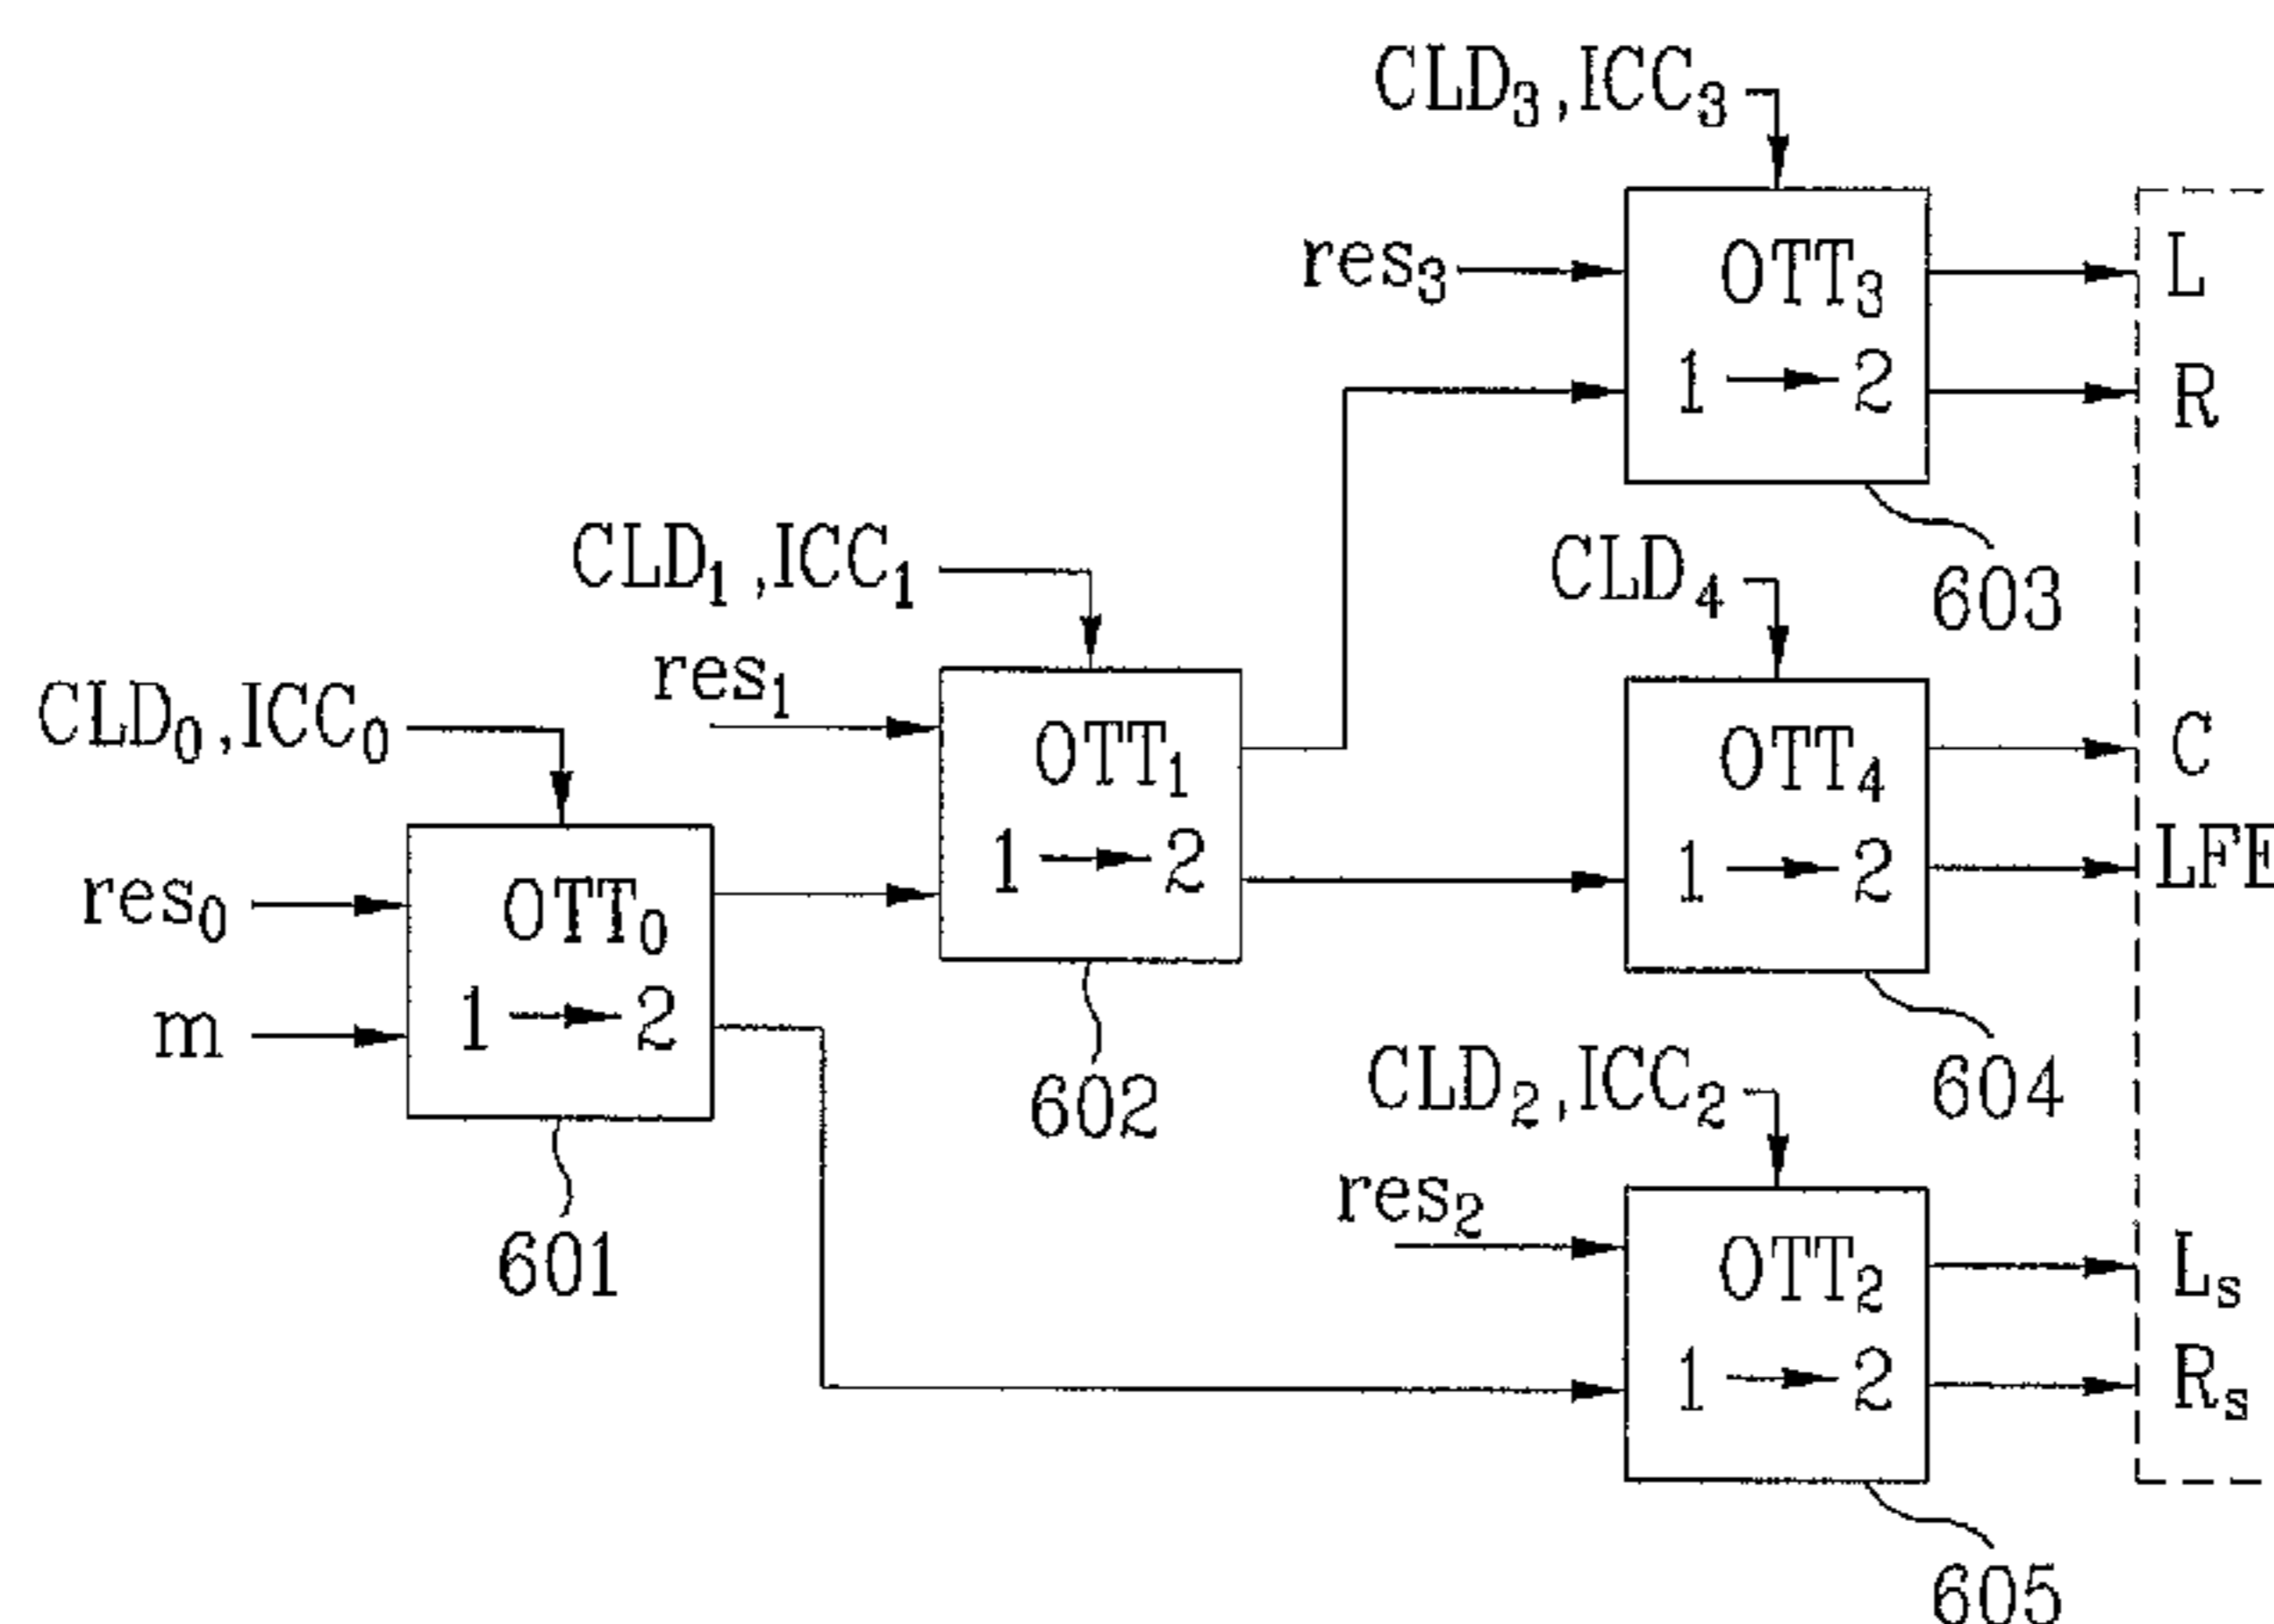 CLD3,ICC3
res3
OTT3
1 2
L
R
603
CLD1,ICC1
res1
OTT1
1 2
602
CLD4
OTT4
1 2
C
LFE
604
CLD0,ICC0
res0
m
OTT0
1 2
601
CLD2,ICC2
res2
OTT2
1 2
Ls
Rs
605